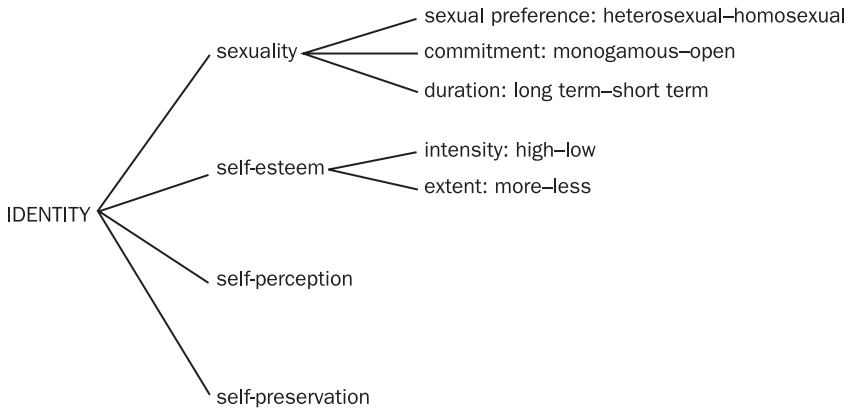 sexual preference: heterosexual–homosexual
sexuality
commitment: monogamous–open
duration: long term–short term
intensity: high–low
self-esteem
extent: more–less
IDENTITY
self-perception
self-preservation